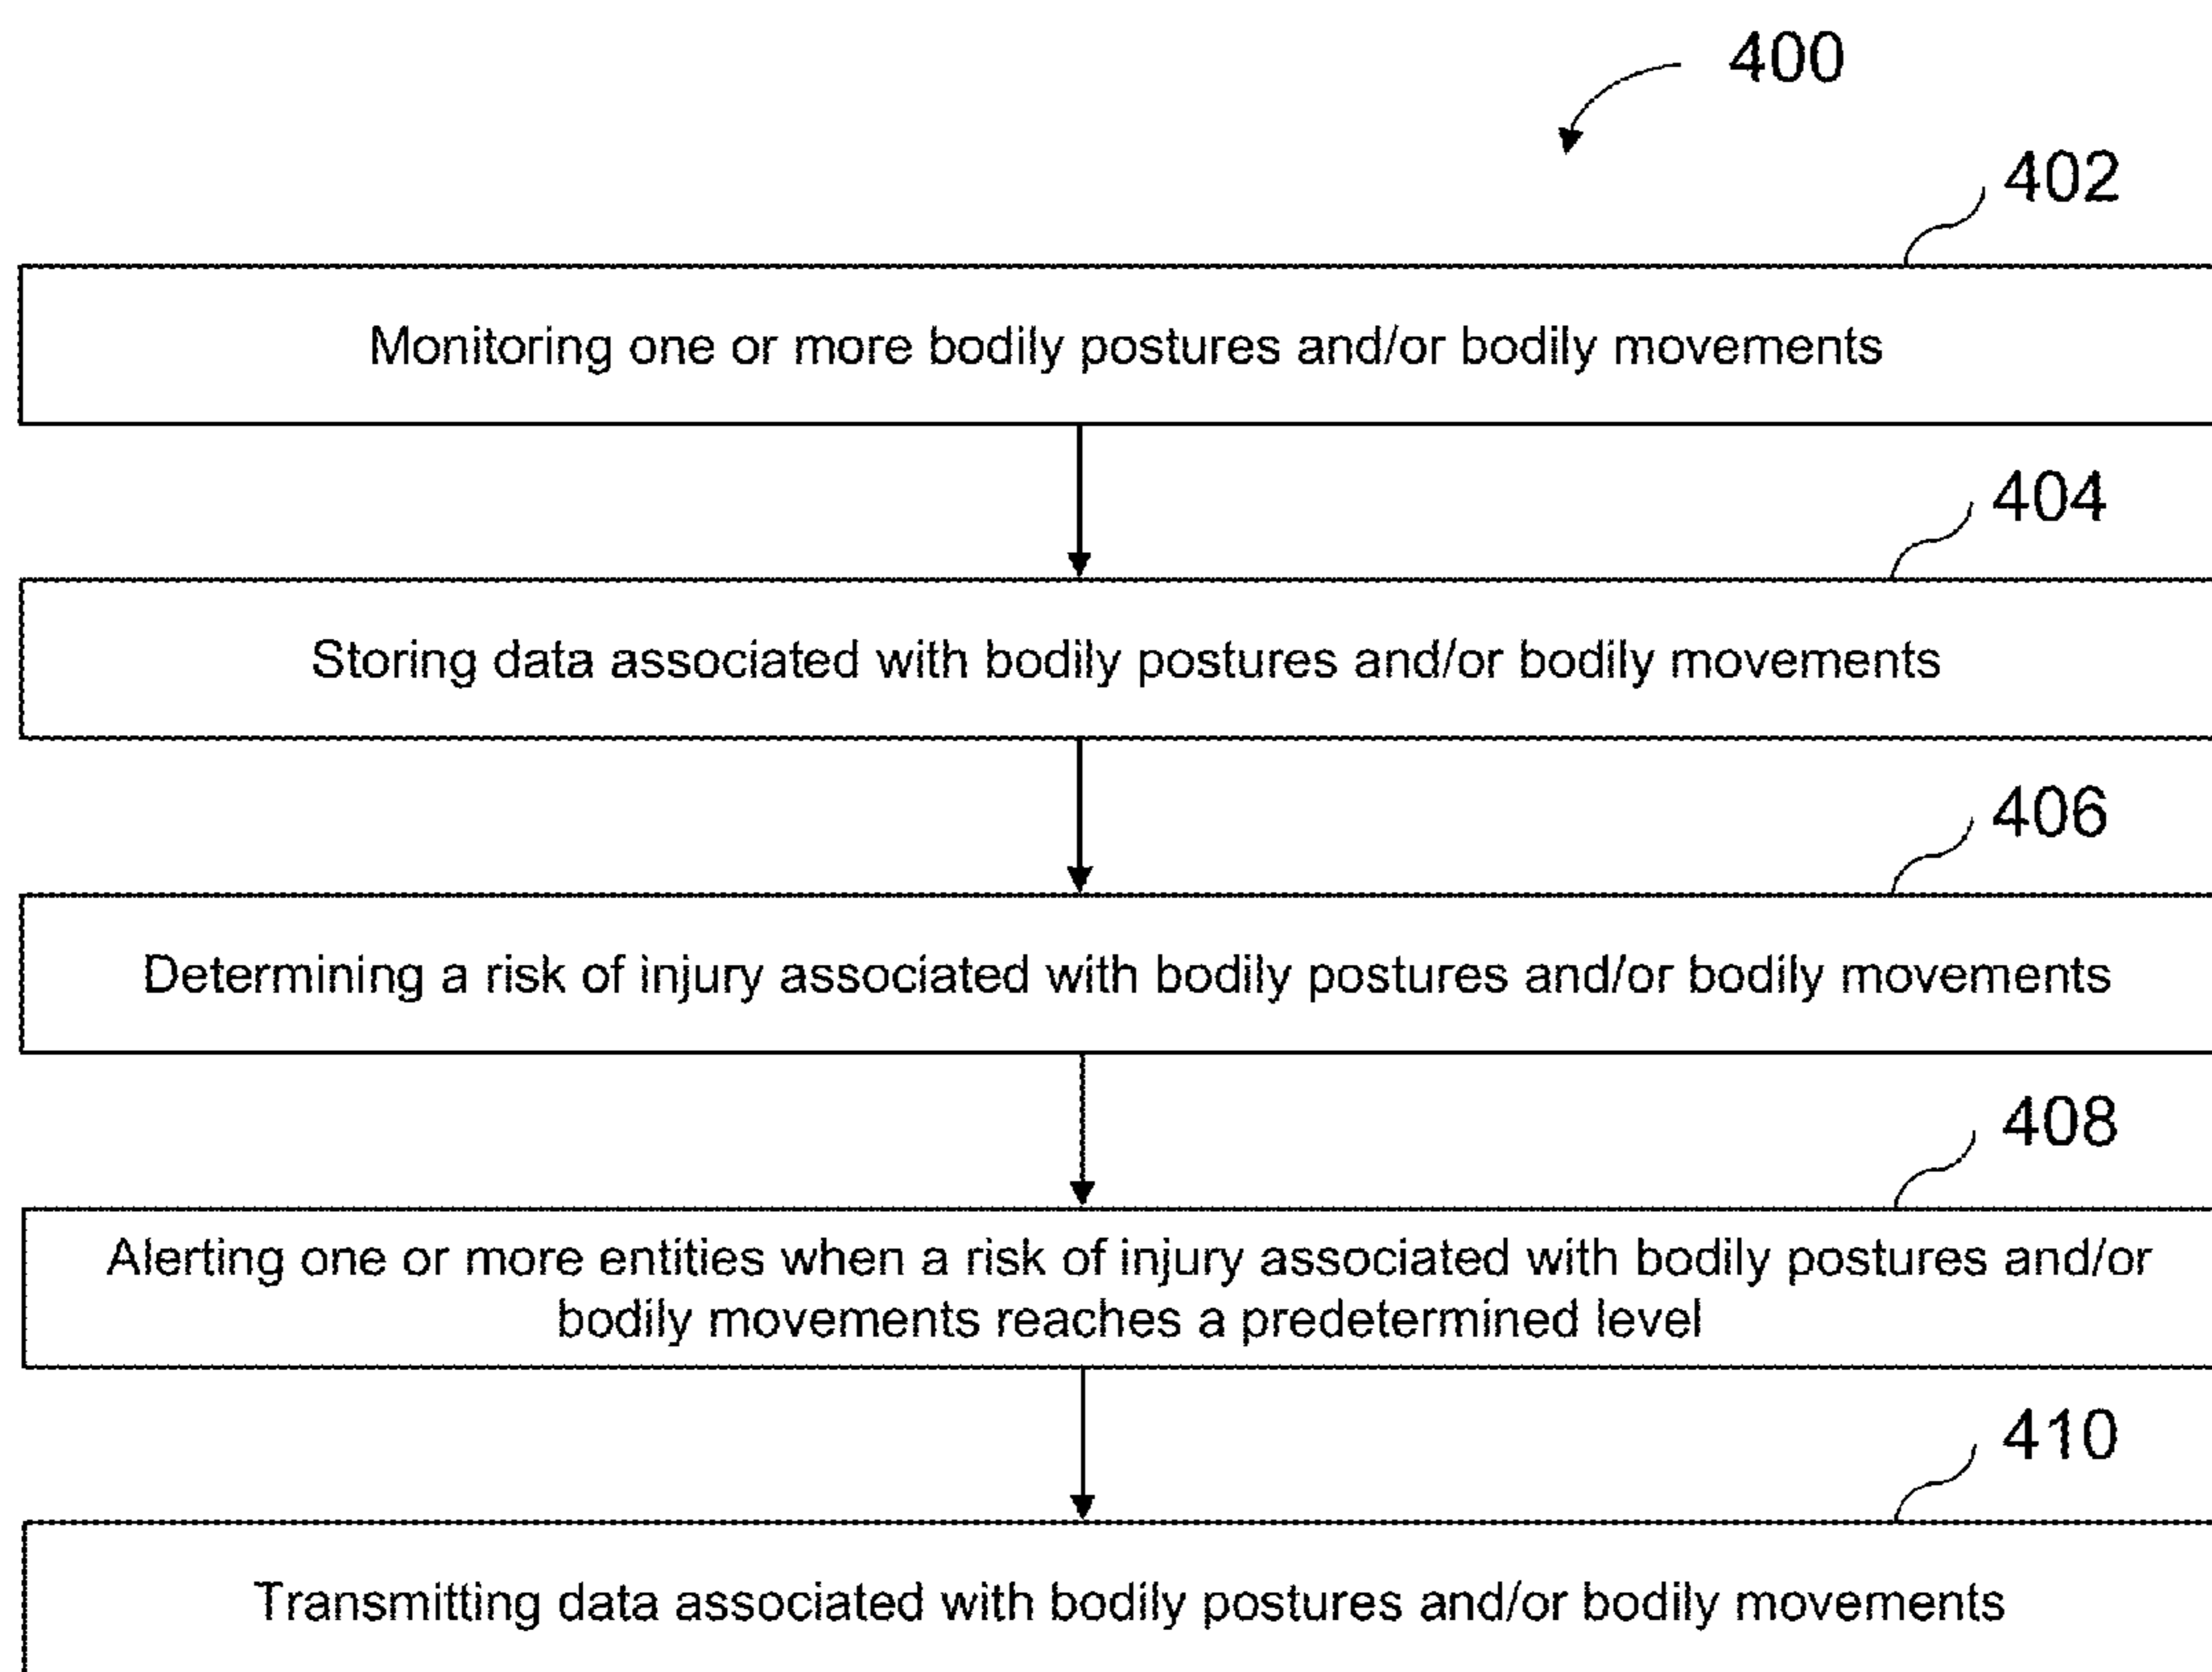 400
402
Monitoring one or more bodily postures and/or bodily movements
404
Storing data associated with bodily postures and/or bodily movements
406
Determining a risk of injury associated with bodily postures and/or bodily movements
408
Alerting one or more entities when a risk of injury associated with bodily postures and/or
bodily movements reaches a predetermined level
410
Transmitting data associated with bodily postures and/or bodily movements